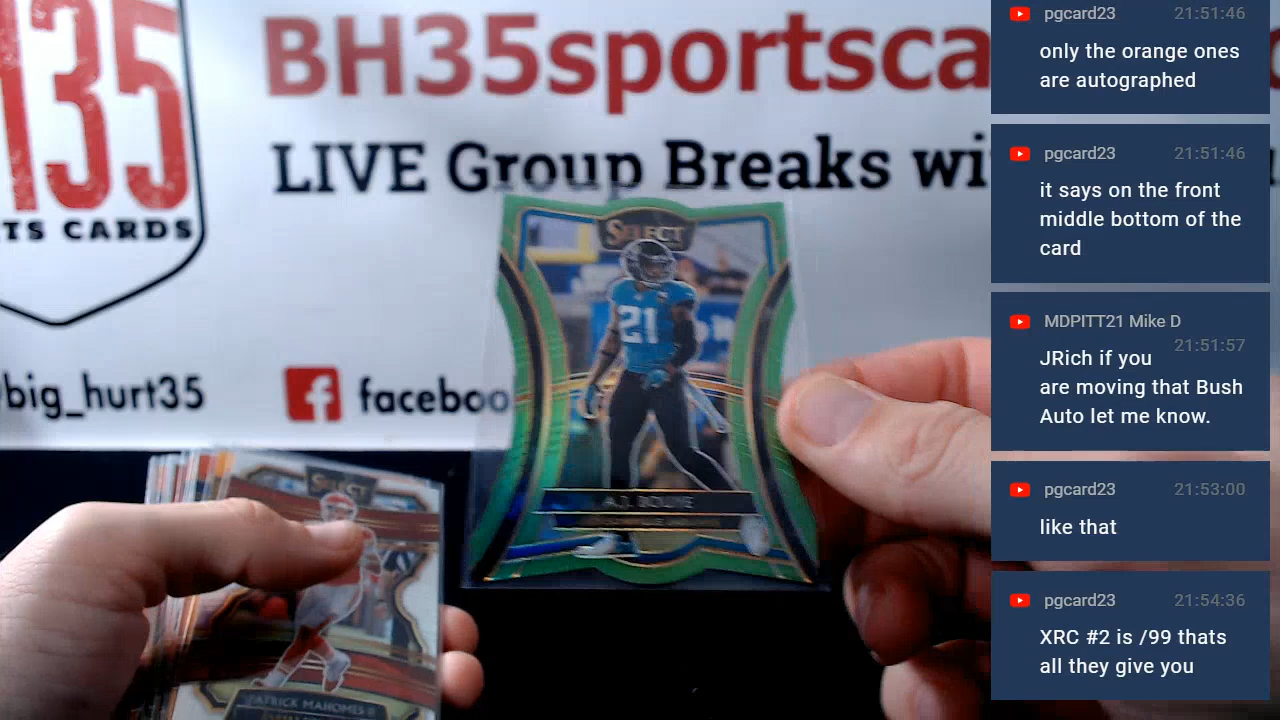 135
TS CARDS
BH35sportsca
LIVE Group Breaks wi
big_hurt35
faceboo
SELECT
21
A.J. BOUYE
SELECT
PATRICK MAHOMES II
pgcard23 21:51:46
only the orange ones
are autographed
pgcard23 21:51:46
it says on the front
middle bottom of the
card
MDPITT21 Mike D
21:51:57
JRich if you
are moving that Bush
Auto let me know.
pgcard23 21:53:00
like that
pgcard23 21:54:36
XRC #2 is /99 thats
all they give you